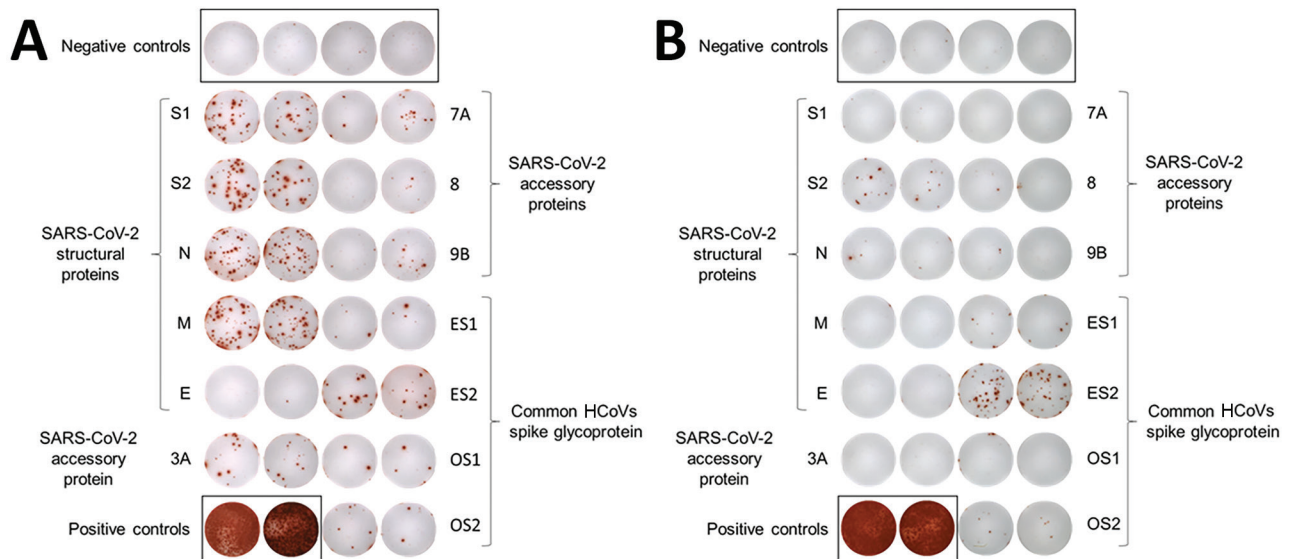 A
Negative controls
S1
7A
S2
8
SARS-CoV-2
accessory
proteins
SARS-CoV-2
structural
proteins
N
9B
M
ES1
E
ES2
Common HCoVs
spike glycoprotein
SARS-CoV-2
accessory
protein
3A
OS1
Positive controls
OS2
B
Negative controls
S1
7A
S2
8
SARS-CoV-2
accessory
proteins
SARS-CoV-2
structural
proteins
N
9B
M
ES1
E
ES2
Common HCoVs
spike glycoprotein
SARS-CoV-2
accessory
protein
3A
OS1
Positive controls
OS2